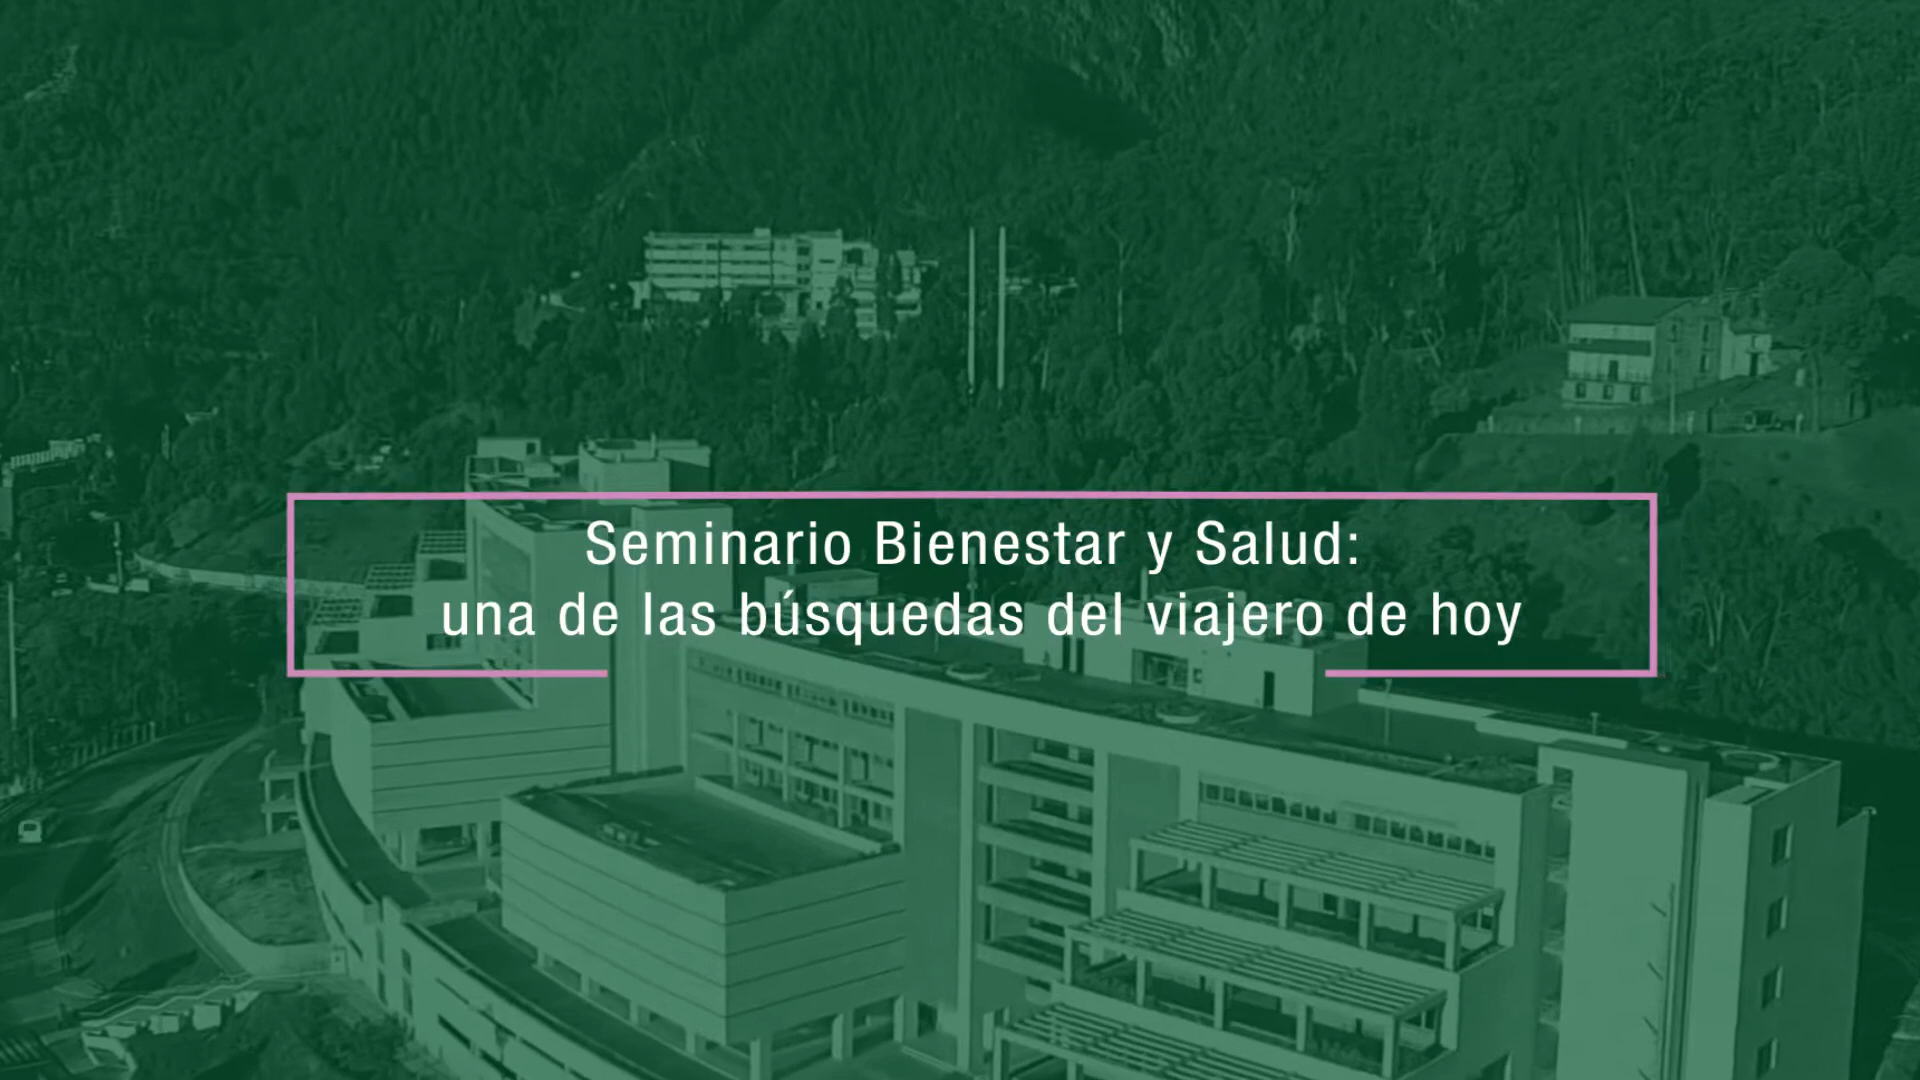 Seminario Bienestar y Salud:
una de las búsquedas del viajero de hoy